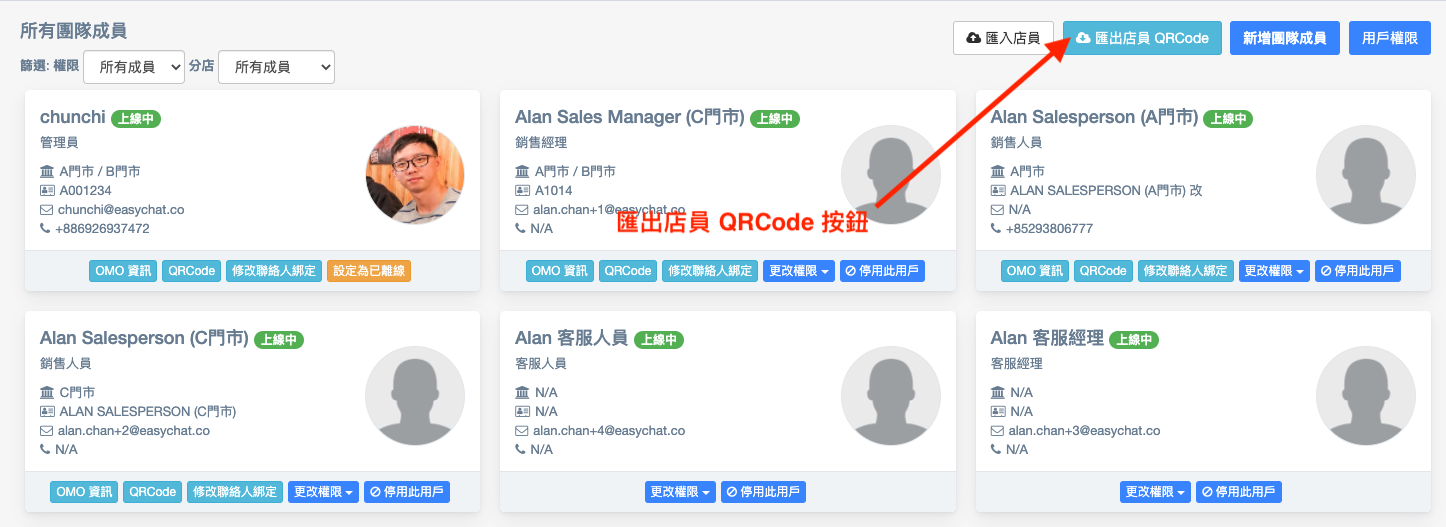 所有團隊成員
匯入店員
匯出店員 QRCode
新增團隊成員
用戶權限
篩選: 權限 所有成員 分店 所有成員
chunchi 上線中
管理員
A門市 / B門市
A001234
chunchi@easychat.co
+886926937472
OMO 資訊 QRCode 修改聯絡人綁定 設定為已離線
Alan Sales Manager (C門市) 上線中
銷售經理
A門市 / B門市
A1014
alan.chan+1@easychat.co
N/A
OMO 資訊 QRCode 修改聯絡人綁定 更改權限 停用此用戶
匯出店員 QRCode 按鈕
Alan Salesperson (A門市) 上線中
銷售人員
A門市
ALAN SALESPERSON (A門市) 改
N/A
+85293806777
OMO 資訊 QRCode 修改聯絡人綁定 更改權限 停用此用戶
Alan Salesperson (C門市) 上線中
銷售人員
C門市
ALAN SALESPERSON (C門市)
alan.chan+2@easychat.co
N/A
OMO 資訊 QRCode 修改聯絡人綁定 更改權限 停用此用戶
Alan 客服人員 上線中
客服人員
N/A
N/A
alan.chan+4@easychat.co
N/A
更改權限 停用此用戶
Alan 客服經理 上線中
客服經理
N/A
N/A
alan.chan+3@easychat.co
N/A
更改權限 停用此用戶